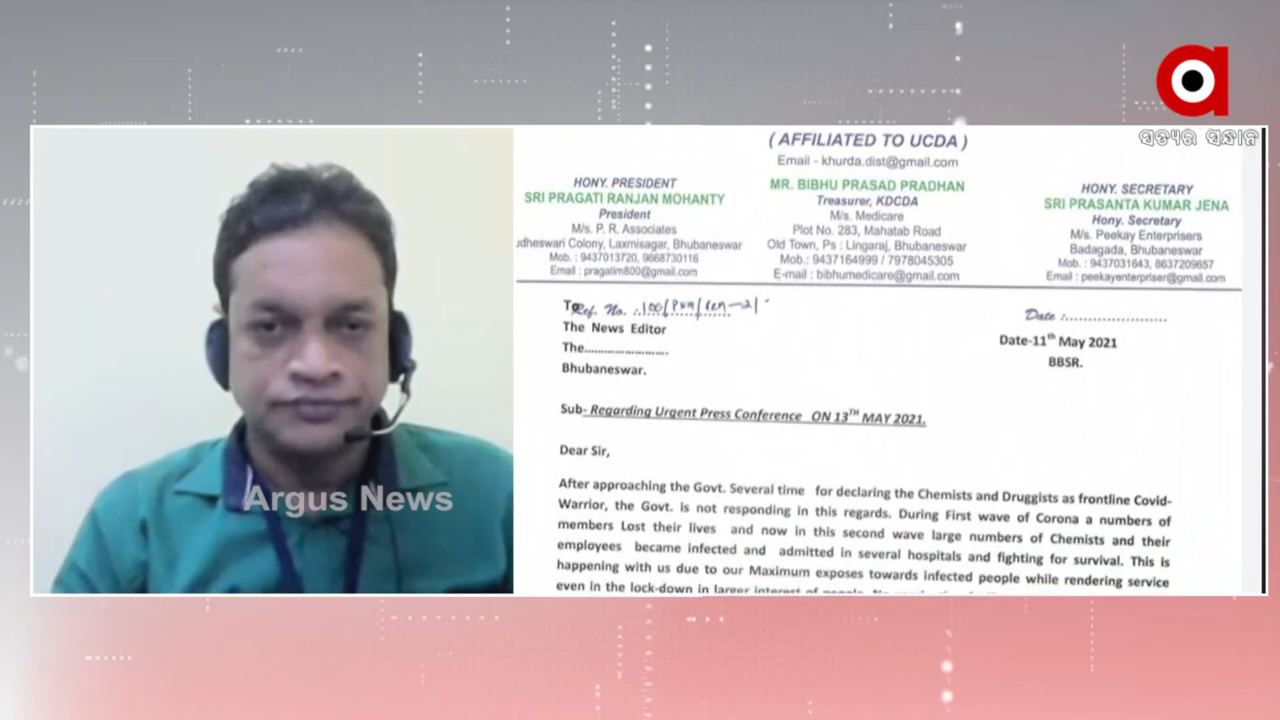 ସତ୍ୟର ସନ୍ଧାନ
Argus News
( AFFILIATED TO UCDA )
Email - khurda.dist@gmail.com
HONY. PRESIDENT
SRI PRAGATI RANJAN MOHANTY
President
M/s. P. R. Associates
udheswari Colony, Laxmisagar, Bhubaneswar
Mob. : 9437013720, 9668730116
Email : pragatim800@gmail.com
MR. BIBHU PRASAD PRADHAN
Treasurer, KDCDA
M/s. Medicare
Plot No. 283, Mahatab Road
Old Town, Ps : Lingaraj, Bhubaneswar
Mob.: 9437164999 / 7978045305
E-mail : bibhumedicare@gmail.com
HONY. SECRETARY
SRI PRASANTA KUMAR JENA
Hony. Secretary
M/s. Peekay Enterprisers
Badagada, Bhubaneswar
Mob. : 9437031643, 8637209657
Email : peekayenterpriser@gmail.com
To
Ref. No. :
Date :......................
The News Editor
The........................
Bhubaneswar.
Date-11th May 2021
BBSR.
Sub- Regarding Urgent Press Conference ON 13TH MAY 2021.
Dear Sir,
After approaching the Govt. Several time for declaring the Chemists and Druggists as frontline Covid-
Warrior, the Govt. is not responding in this regards. During First wave of Corona a numbers of
members Lost their lives and now in this second wave large numbers of Chemists and their
employees became infected and admitted in several hospitals and fighting for survival. This is
happening with us due to our Maximum exposes towards infected people while rendering service
even in the lock-down in larger interest of people.